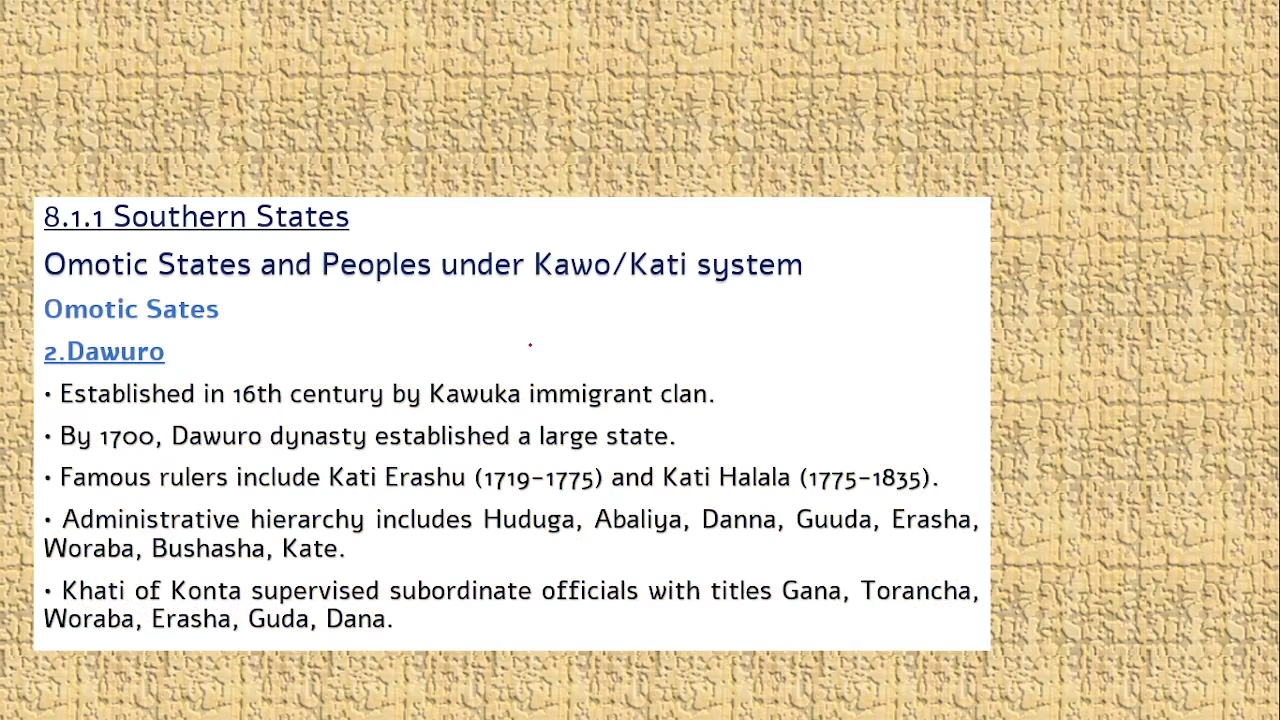 8.1.1 Southern States
Omotic States and Peoples under Kawo/Kati system
Omotic Sates
2.Dawuro
• Established in 16th century by Kawuka immigrant clan.
• By 1700, Dawuro dynasty established a large state.
• Famous rulers include Kati Erashu (1719–1775) and Kati Halala (1775–1835).
• Administrative hierarchy includes Huduga, Abaliya, Danna, Guuda, Erasha,
Woraba, Bushasha, Kate.
• Khati of Konta supervised subordinate officials with titles Gana, Torancha,
Woraba, Erasha, Guda, Dana.